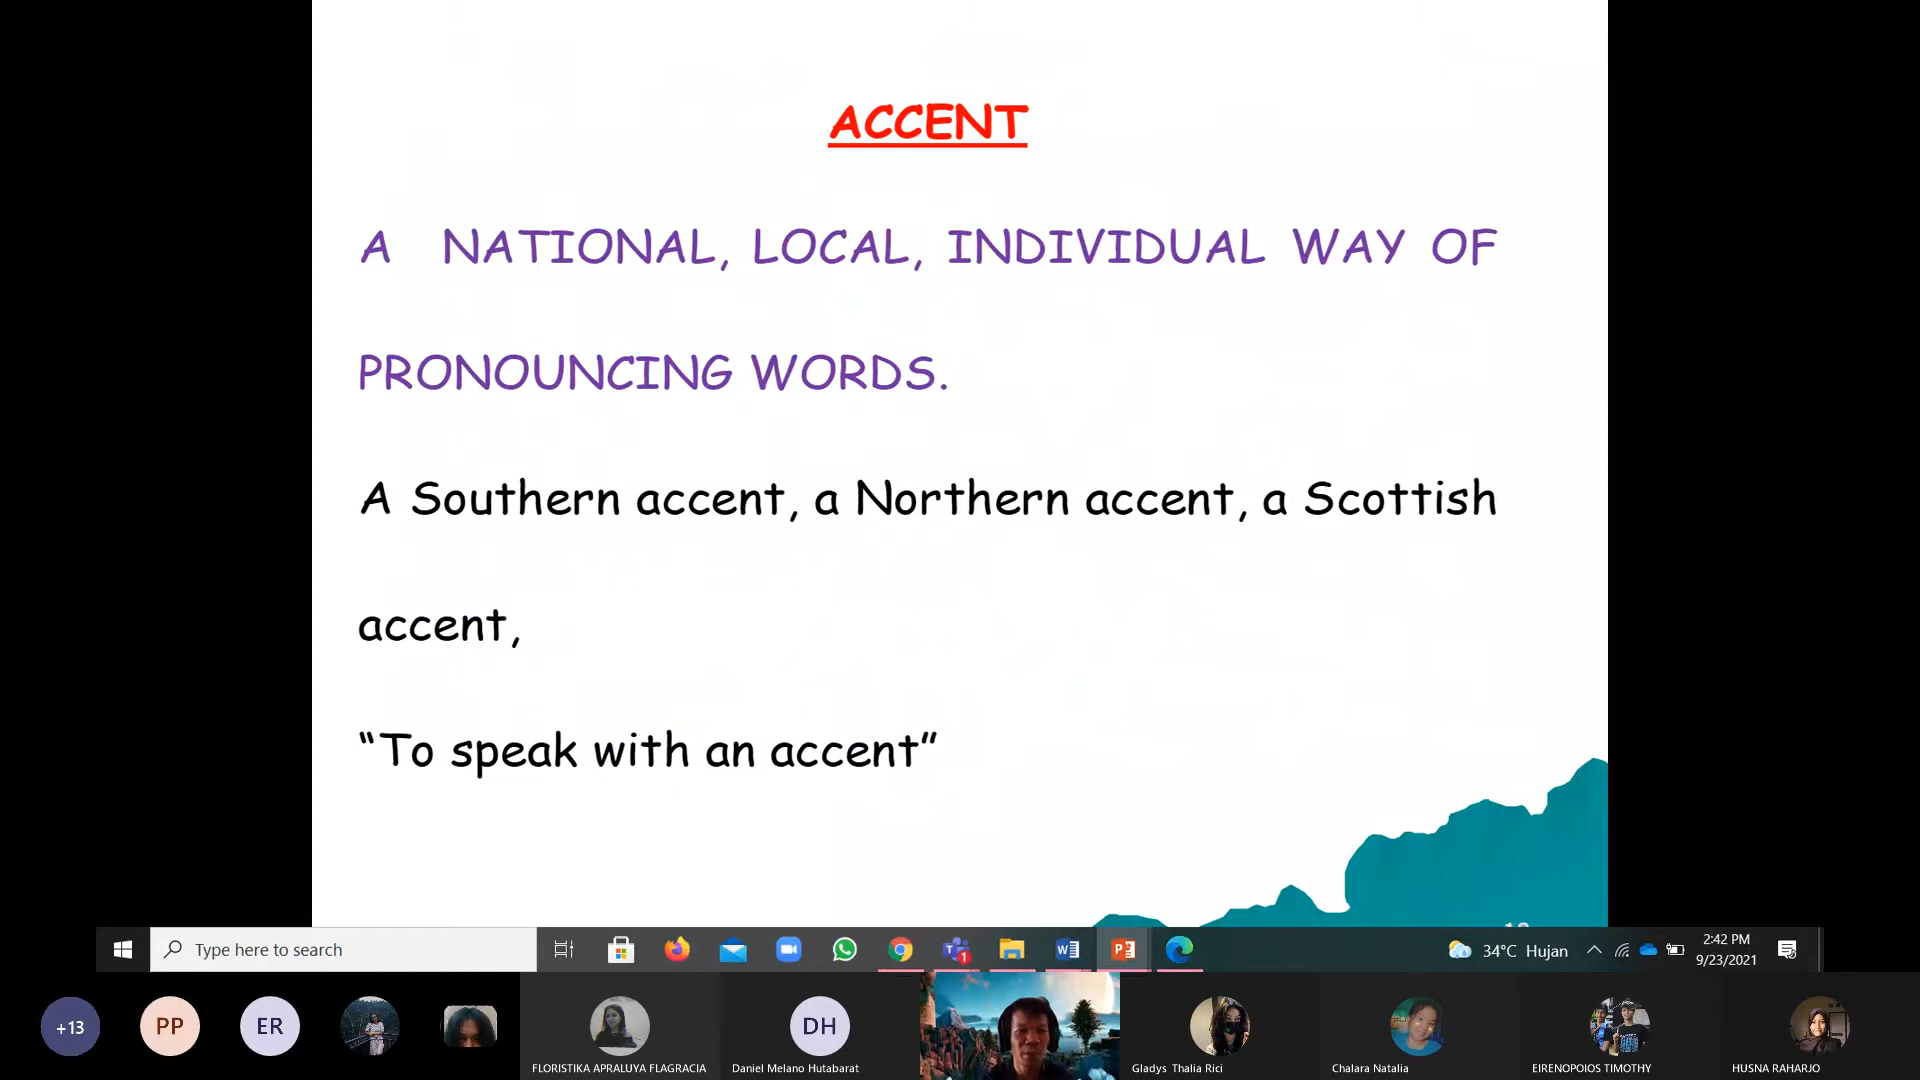 ACCENT
A NATIONAL, LOCAL, INDIVIDUAL WAY OF
PRONOUNCING WORDS.
A Southern accent, a Northern accent, a Scottish
accent,
“To speak with an accent”
Type here to search
1
34°C Hujan
2:42 PM
9/23/2021
+13
PP
ER
DH
FLORISTIKA APRALUYA FLAGRACIA
Daniel Melano Hutabarat
Gladys Thalia Rici
Chalara Natalia
EIRENOPOIOS TIMOTHY
HUSNA RAHARJO